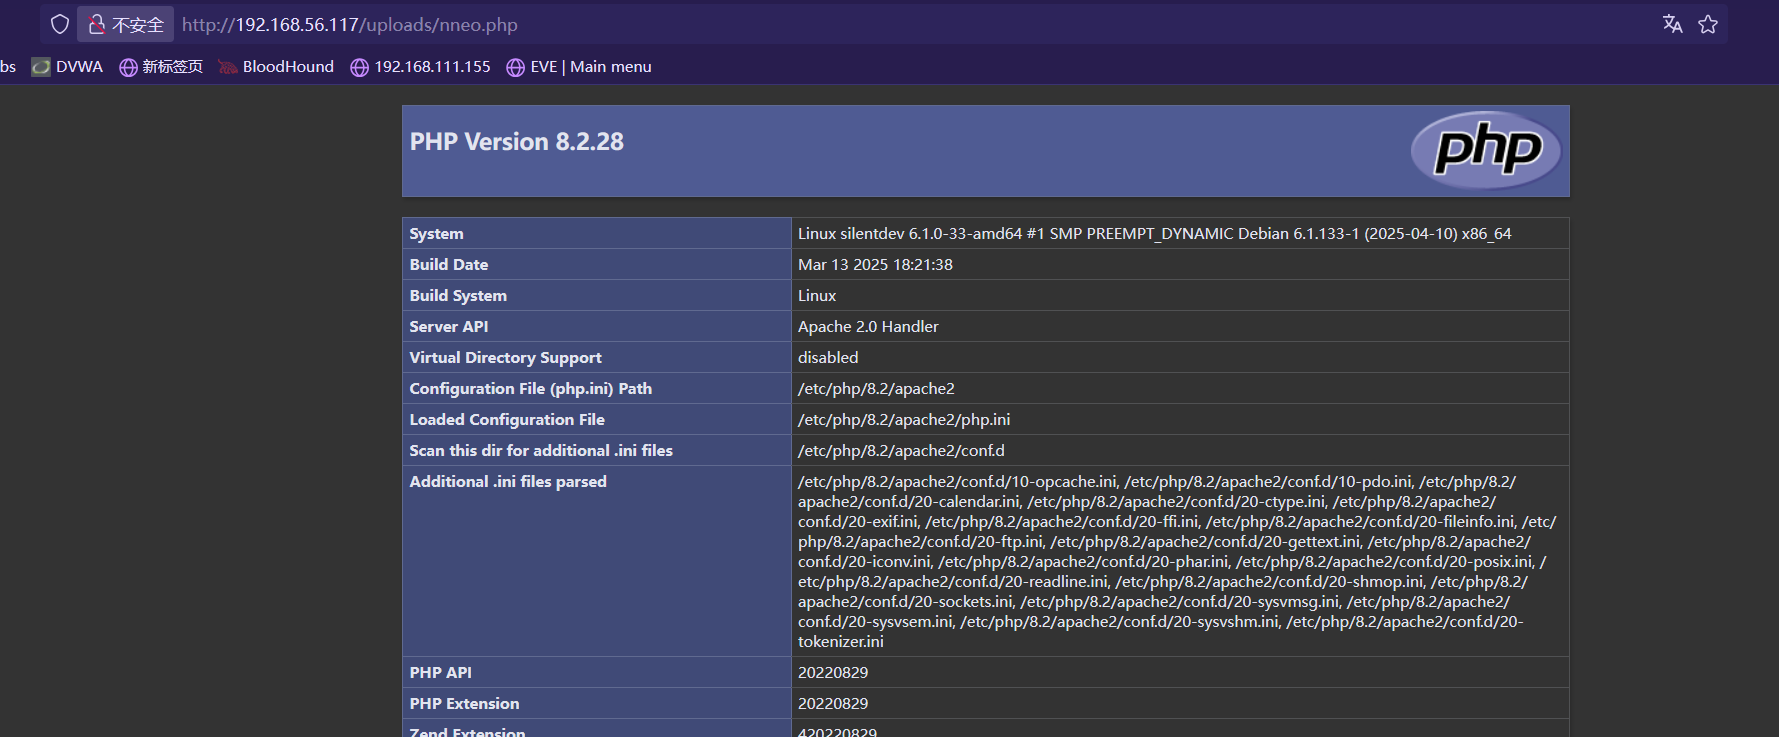 不安全 http://192.168.56.117/uploads/nneo.php
bs DVWA 新标签页 BloodHound 192.168.111.155 EVE | Main menu
PHP Version 8.2.28 php
System Linux silentdev 6.1.0-33-amd64 #1 SMP PREEMPT_DYNAMIC Debian 6.1.133-1 (2025-04-10) x86_64
Build Date Mar 13 2025 18:21:38
Build System Linux
Server API Apache 2.0 Handler
Virtual Directory Support disabled
Configuration File (php.ini) Path /etc/php/8.2/apache2
Loaded Configuration File /etc/php/8.2/apache2/php.ini
Scan this dir for additional .ini files /etc/php/8.2/apache2/conf.d
Additional .ini files parsed /etc/php/8.2/apache2/conf.d/10-opcache.ini, /etc/php/8.2/apache2/conf.d/10-pdo.ini, /etc/php/8.2/
apache2/conf.d/20-calendar.ini, /etc/php/8.2/apache2/conf.d/20-ctype.ini, /etc/php/8.2/apache2/
conf.d/20-exif.ini, /etc/php/8.2/apache2/conf.d/20-ffi.ini, /etc/php/8.2/apache2/conf.d/20-fileinfo.ini, /etc/
php/8.2/apache2/conf.d/20-ftp.ini, /etc/php/8.2/apache2/conf.d/20-gettext.ini, /etc/php/8.2/apache2/
conf.d/20-iconv.ini, /etc/php/8.2/apache2/conf.d/20-phar.ini, /etc/php/8.2/apache2/conf.d/20-posix.ini, /
etc/php/8.2/apache2/conf.d/20-readline.ini, /etc/php/8.2/apache2/conf.d/20-shmop.ini, /etc/php/8.2/
apache2/conf.d/20-sockets.ini, /etc/php/8.2/apache2/conf.d/20-sysvmsg.ini, /etc/php/8.2/apache2/
conf.d/20-sysvsem.ini, /etc/php/8.2/apache2/conf.d/20-sysvshm.ini, /etc/php/8.2/apache2/conf.d/20-
tokenizer.ini
PHP API 20220829
PHP Extension 20220829
Zend Extension 420220829